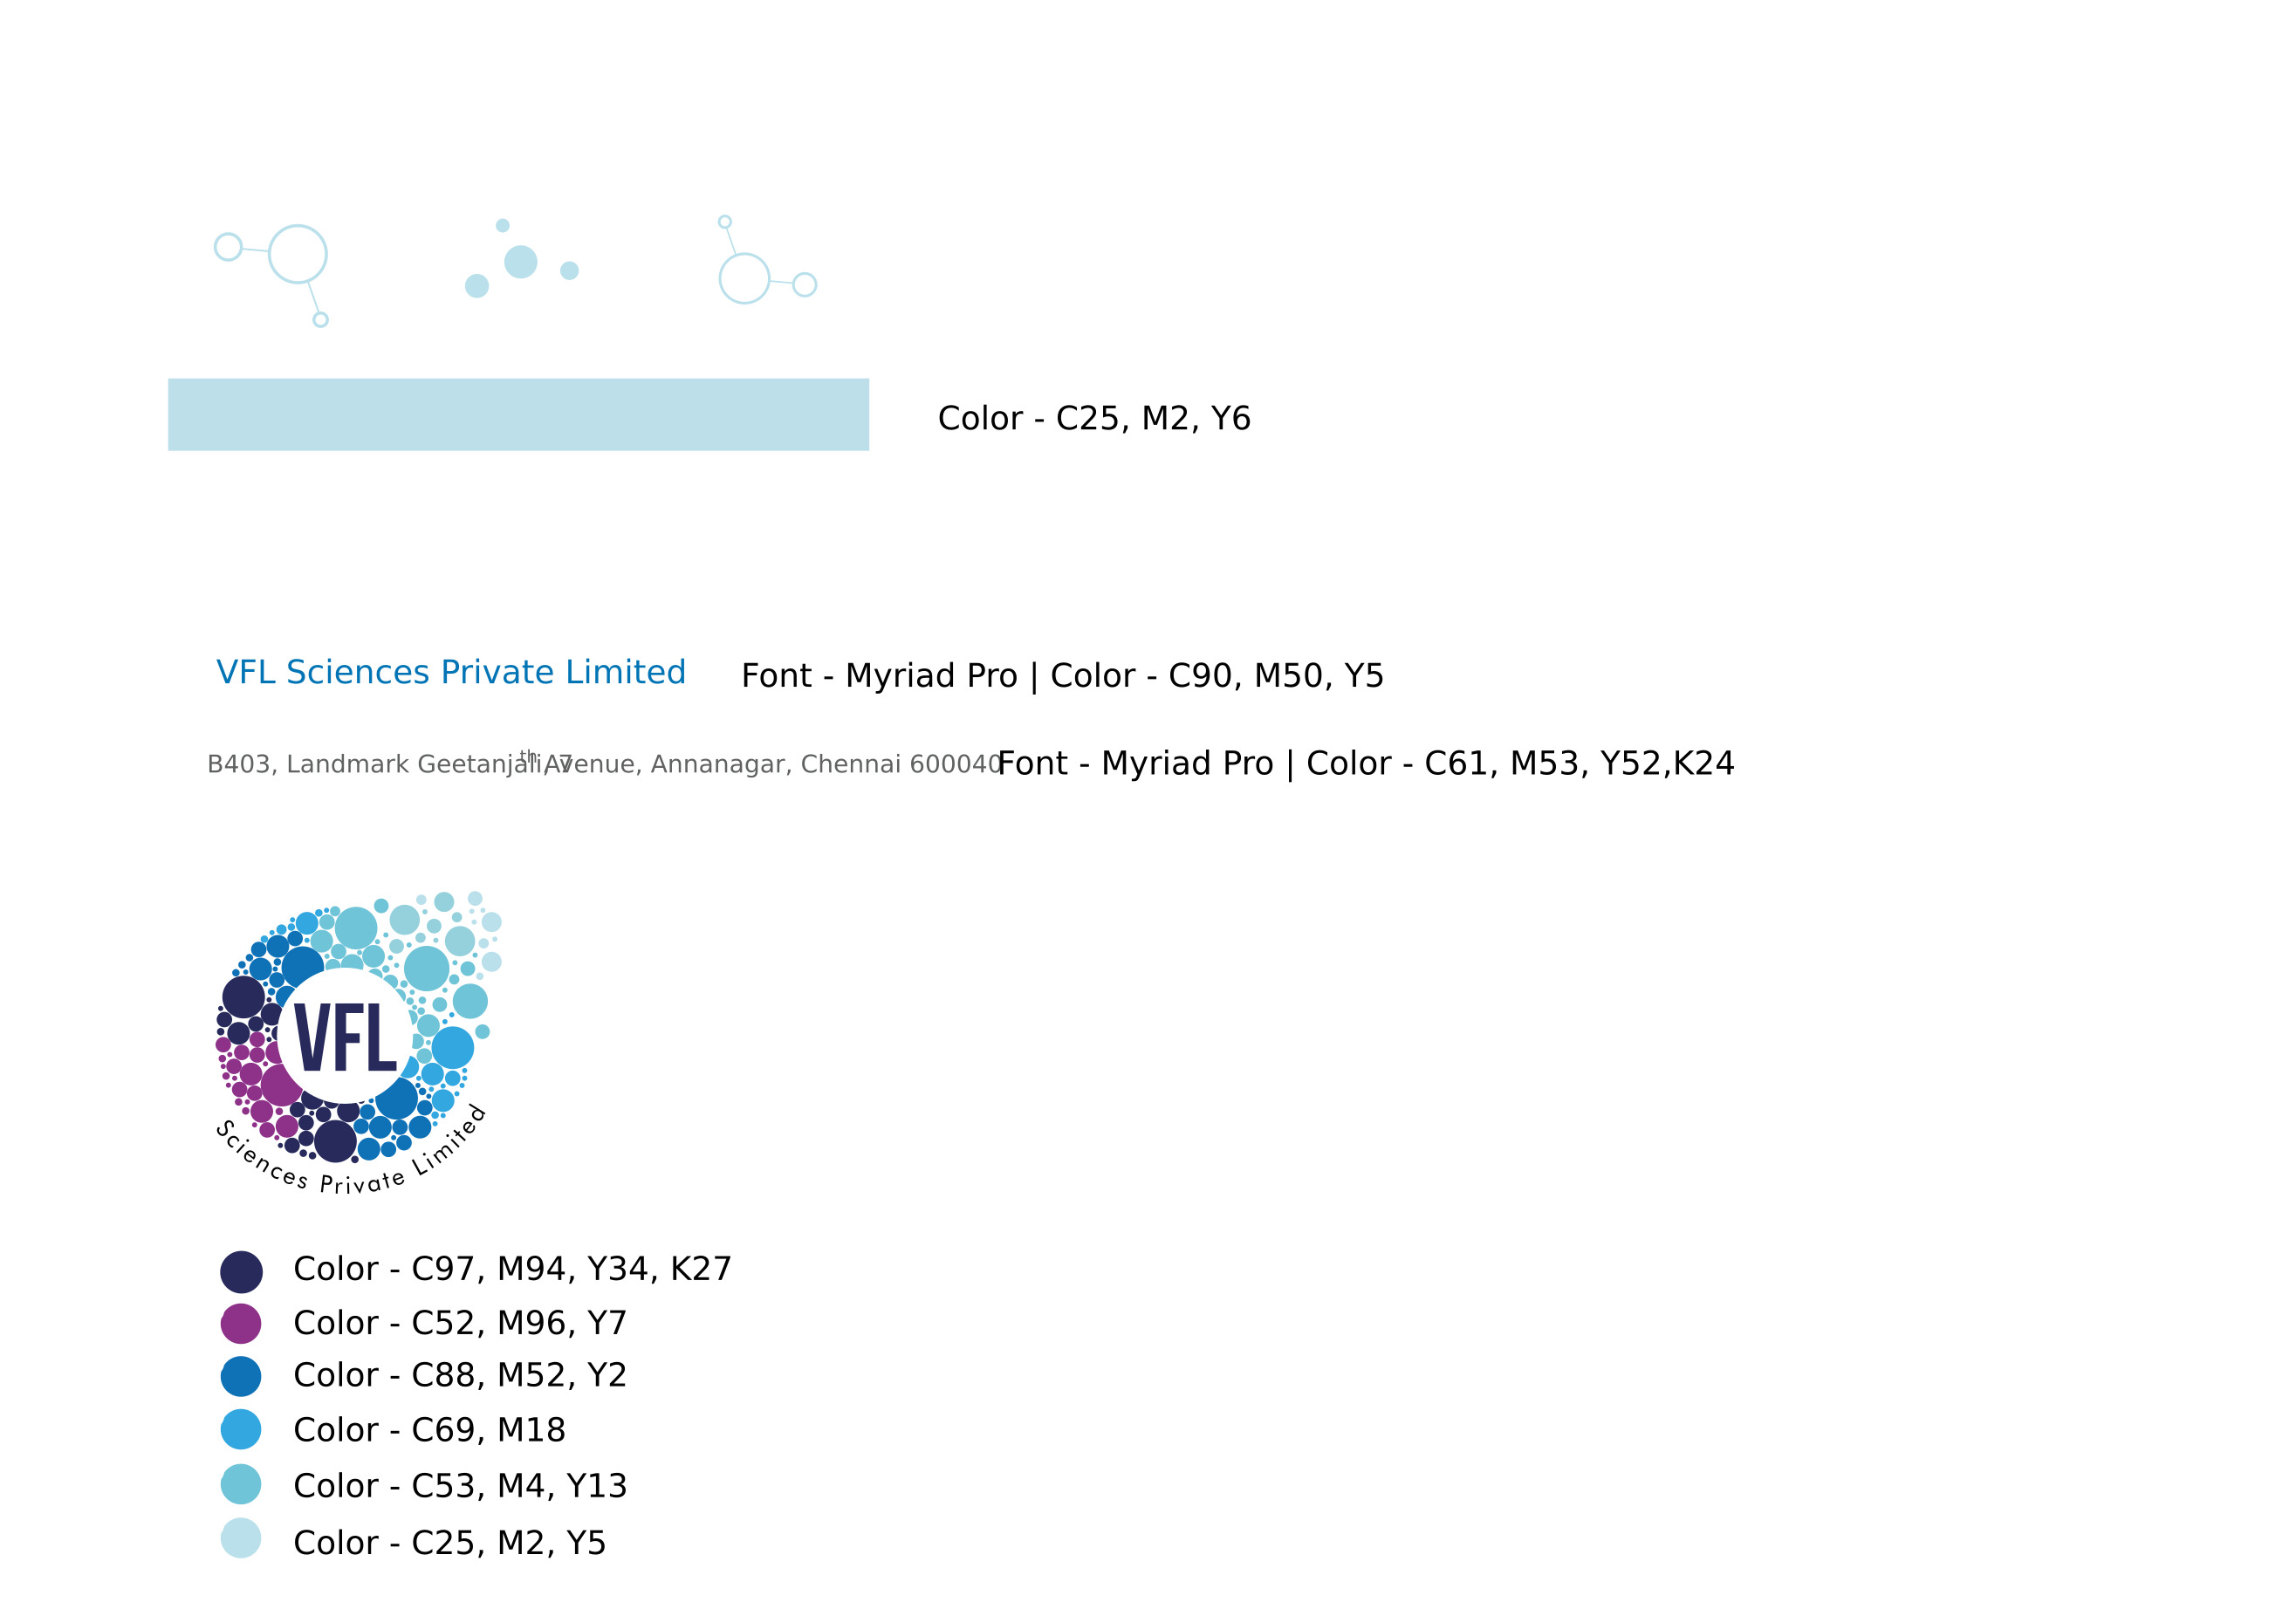 Color - C25, M2, Y6
VFL Sciences Private Limited
Font - Myriad Pro | Color - C90, M50, Y5
B403, Landmark Geetanjali, 7th Avenue, Annanagar, Chennai 600040
Font - Myriad Pro | Color - C61, M53, Y52,K24
VFL
Sciences Private Limited
Color - C97, M94, Y34, K27
Color - C52, M96, Y7
Color - C88, M52, Y2
Color - C69, M18
Color - C53, M4, Y13
Color - C25, M2, Y5